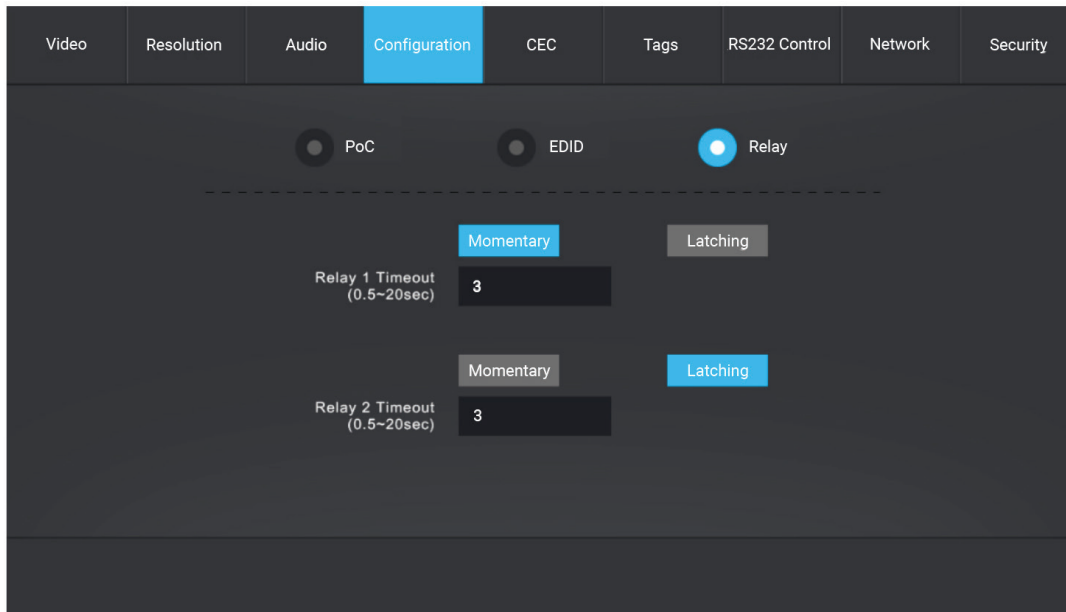 Video Resolution Audio Configuration CEC Tags RS232 Control Network Security
PoC EDID Relay
Momentary Latching
Relay 1 Timeout
(0.5~20sec)
3
Momentary Latching
Relay 2 Timeout
(0.5~20sec)
3